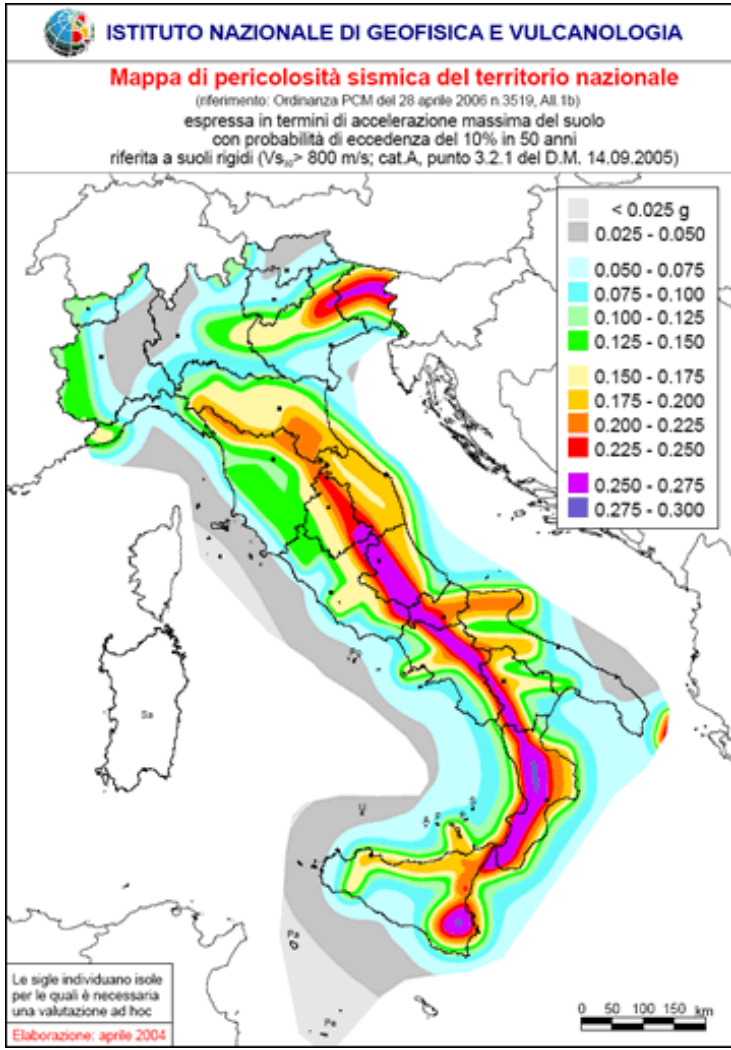 ISTITUTO NAZIONALE DI GEOFISICA E VULCANOLOGIA
Mappa di pericolosità sismica del territorio nazionale
(riferimento: Ordinanza PCM del 28 aprile 2006 n.3519, All.1b)
espressa in termini di accelerazione massima del suolo
con probabilità di eccedenza del 10% in 50 anni
riferita a suoli rigidi (Vs₃₀> 800 m/s; cat.A, punto 3.2.1 del D.M. 14.09.2005)
< 0.025 g
0.025 - 0.050
0.050 - 0.075
0.075 - 0.100
0.100 - 0.125
0.125 - 0.150
0.150 - 0.175
0.175 - 0.200
0.200 - 0.225
0.225 - 0.250
0.250 - 0.275
0.275 - 0.300
Sa
U
A
F
S
Pa
Pe
Le sigle individuano isole
per le quali è necessaria
una valutazione ad hoc
Elaborazione: aprile 2004
0 50 100 150 km